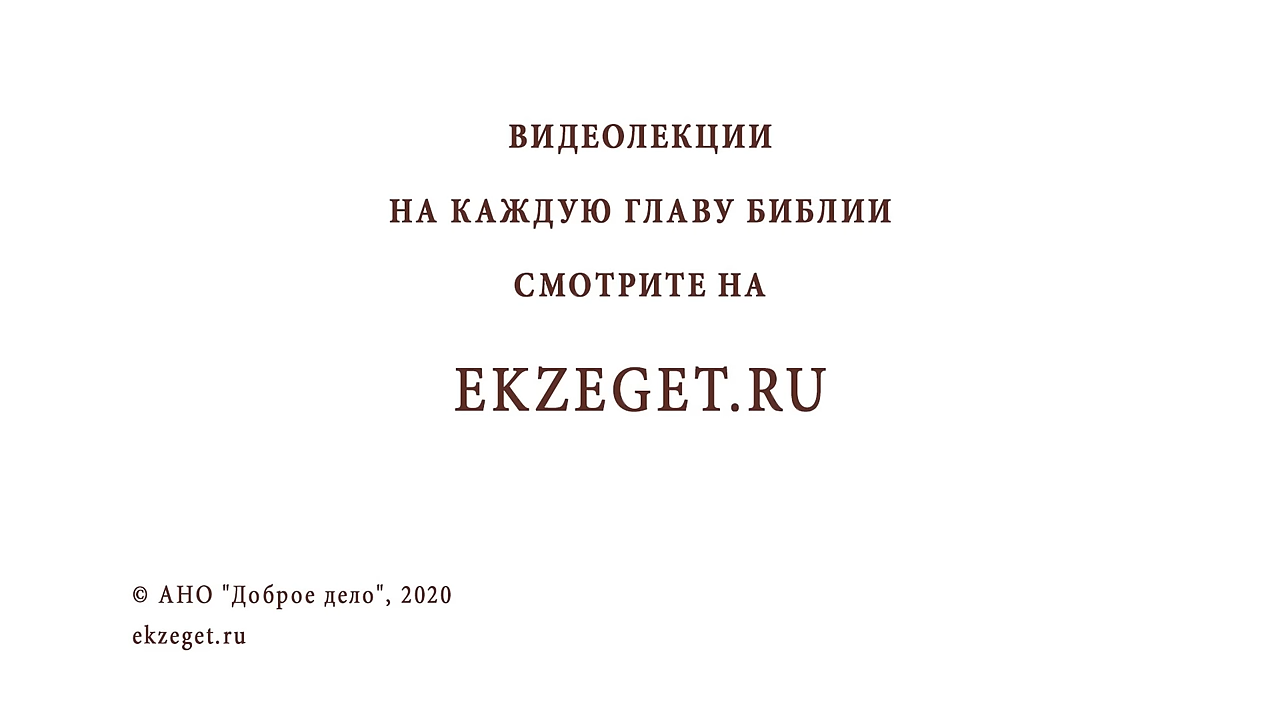 ВИДЕОЛЕКЦИИ
НА КАЖДУЮ ГЛАВУ БИБЛИИ
СМОТРИТЕ НА
EKZEGET.RU
© АНО "Доброе дело", 2020
ekzeget.ru